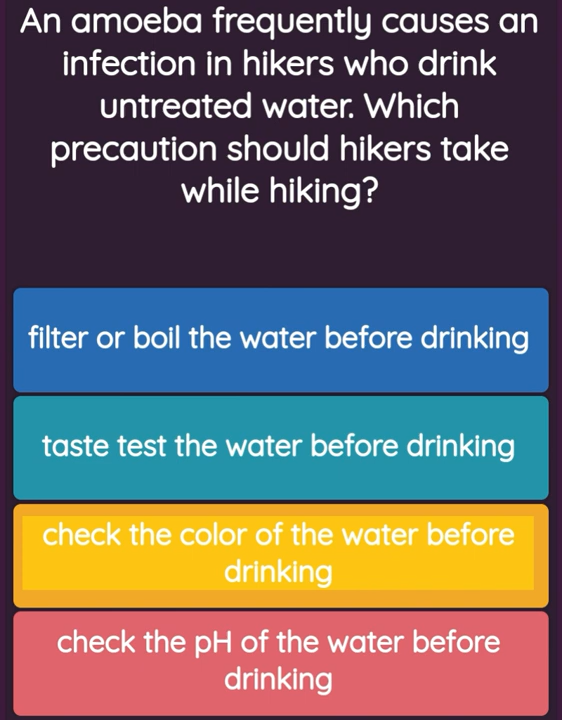 An amoeba frequently causes an
infection in hikers who drink
untreated water. Which
precaution should hikers take
while hiking?
filter or boil the water before drinking
taste test the water before drinking
check the color of the water before
drinking
check the pH of the water before
drinking